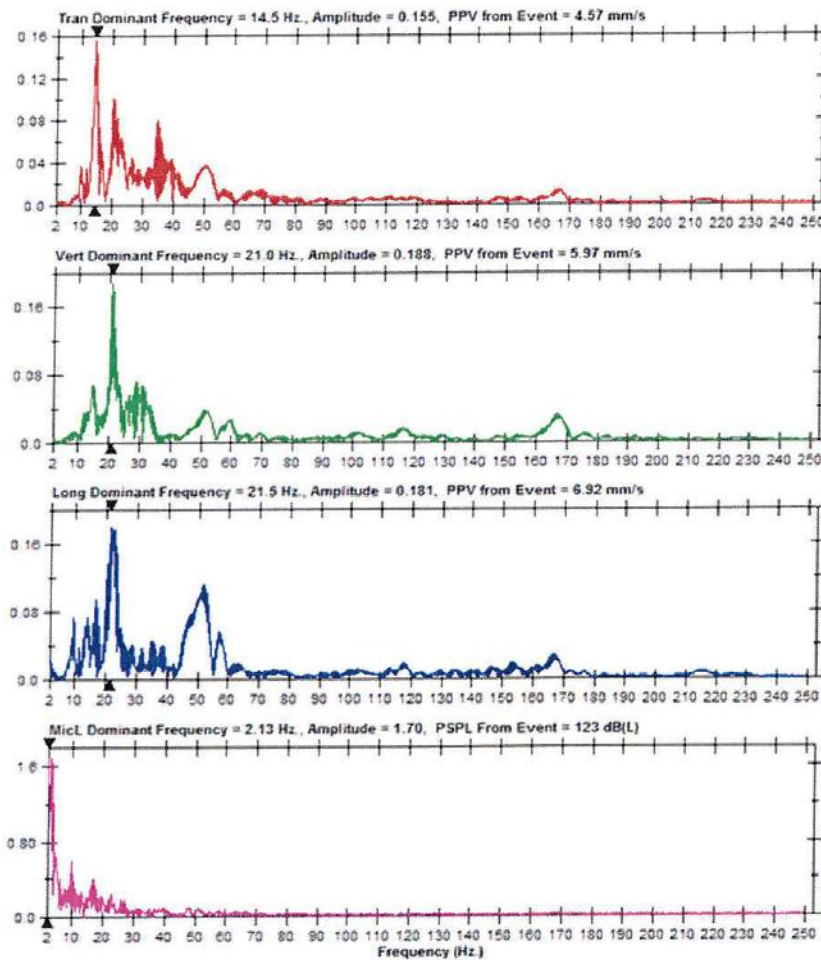 Tran Dominant Frequency = 14.5 Hz., Amplitude = 0.155, PPV from Event = 4.57 mm/s
0.16
0.12
0.08
0.04
0.0
2 10 20 30 40 50 60 70 80 90 100 110 120 130 140 150 160 170 180 190 200 210 220 230 240 250
Vert Dominant Frequency = 21.0 Hz., Amplitude = 0.188, PPV from Event = 5.97 mm/s
0.16
0.08
0.0
2 10 20 30 40 50 60 70 80 90 100 110 120 130 140 150 160 170 180 190 200 210 220 230 240 250
Long Dominant Frequency = 21.5 Hz., Amplitude = 0.181, PPV from Event = 6.92 mm/s
0.16
0.08
0.0
2 10 20 30 40 50 60 70 80 90 100 110 120 130 140 150 160 170 180 190 200 210 220 230 240 250
MicL Dominant Frequency = 2.13 Hz., Amplitude = 1.70, PSPL From Event = 123 dB(L)
1.6
0.80
0.0
2 10 20 30 40 50 60 70 80 90 100 110 120 130 140 150 160 170 180 190 200 210 220 230 240 250
Frequency (Hz.)